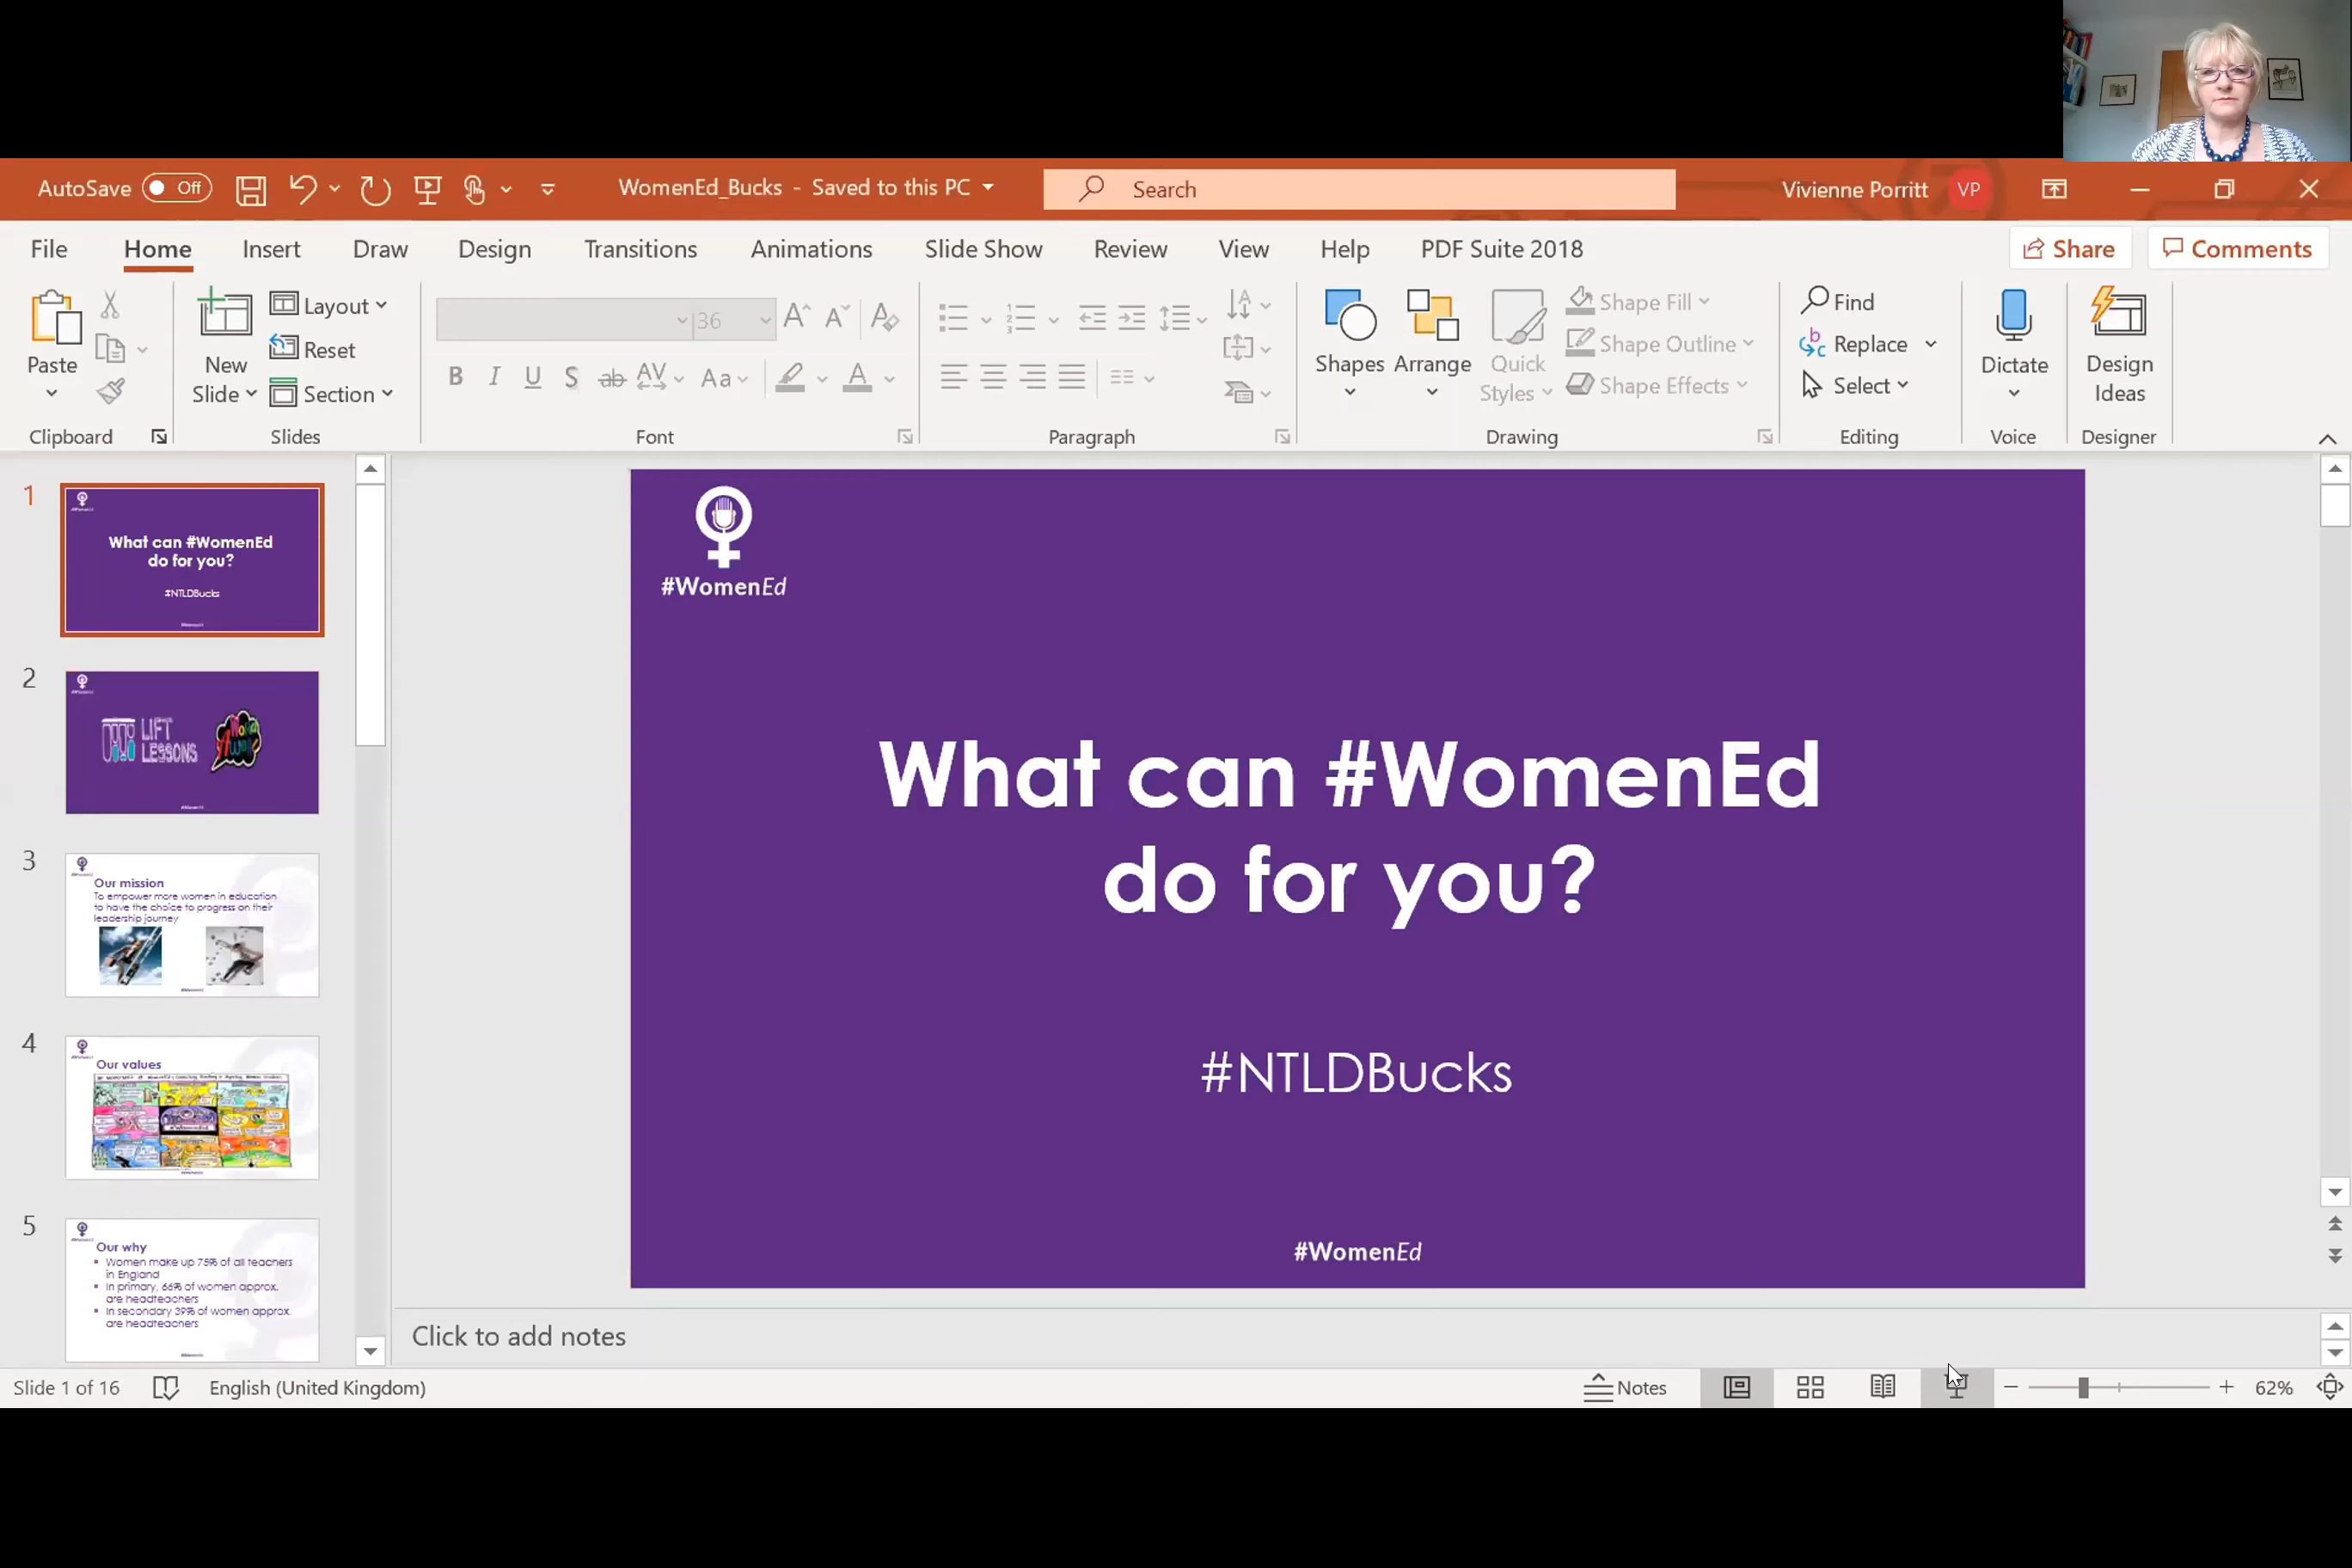 AutoSave Off
WomenEd_Bucks - Saved to this PC
Search
Vivienne Porritt VP
File Home Insert Draw Design Transitions Animations Slide Show Review View Help PDF Suite 2018 Share Comments
Paste
Clipboard
New Slide
Layout
Reset
Section
Slides
36
B I U S ab AV Aa A
Font
Paragraph
Shapes
Arrange
Quick Styles
Shape Fill
Shape Outline
Shape Effects
Drawing
Find
Replace
Select
Editing
Dictate
Voice
Design Ideas
Designer
1
What can #WomenEd
do for you?
#NTLDBucks
2
LIFT
LESSONS
3
Our mission
To empower more women in education
to have the choice to progress on their
leadership journey
4
Our values
5
Our why
Women make up 75% of all teachers
in England
In primary, 66% of women approx.
are headteachers
In secondary 39% of women approx.
are headteachers
#WomenEd
What can #WomenEd
do for you?
#NTLDBucks
#WomenEd
Click to add notes
Slide 1 of 16 English (United Kingdom) Notes 62%